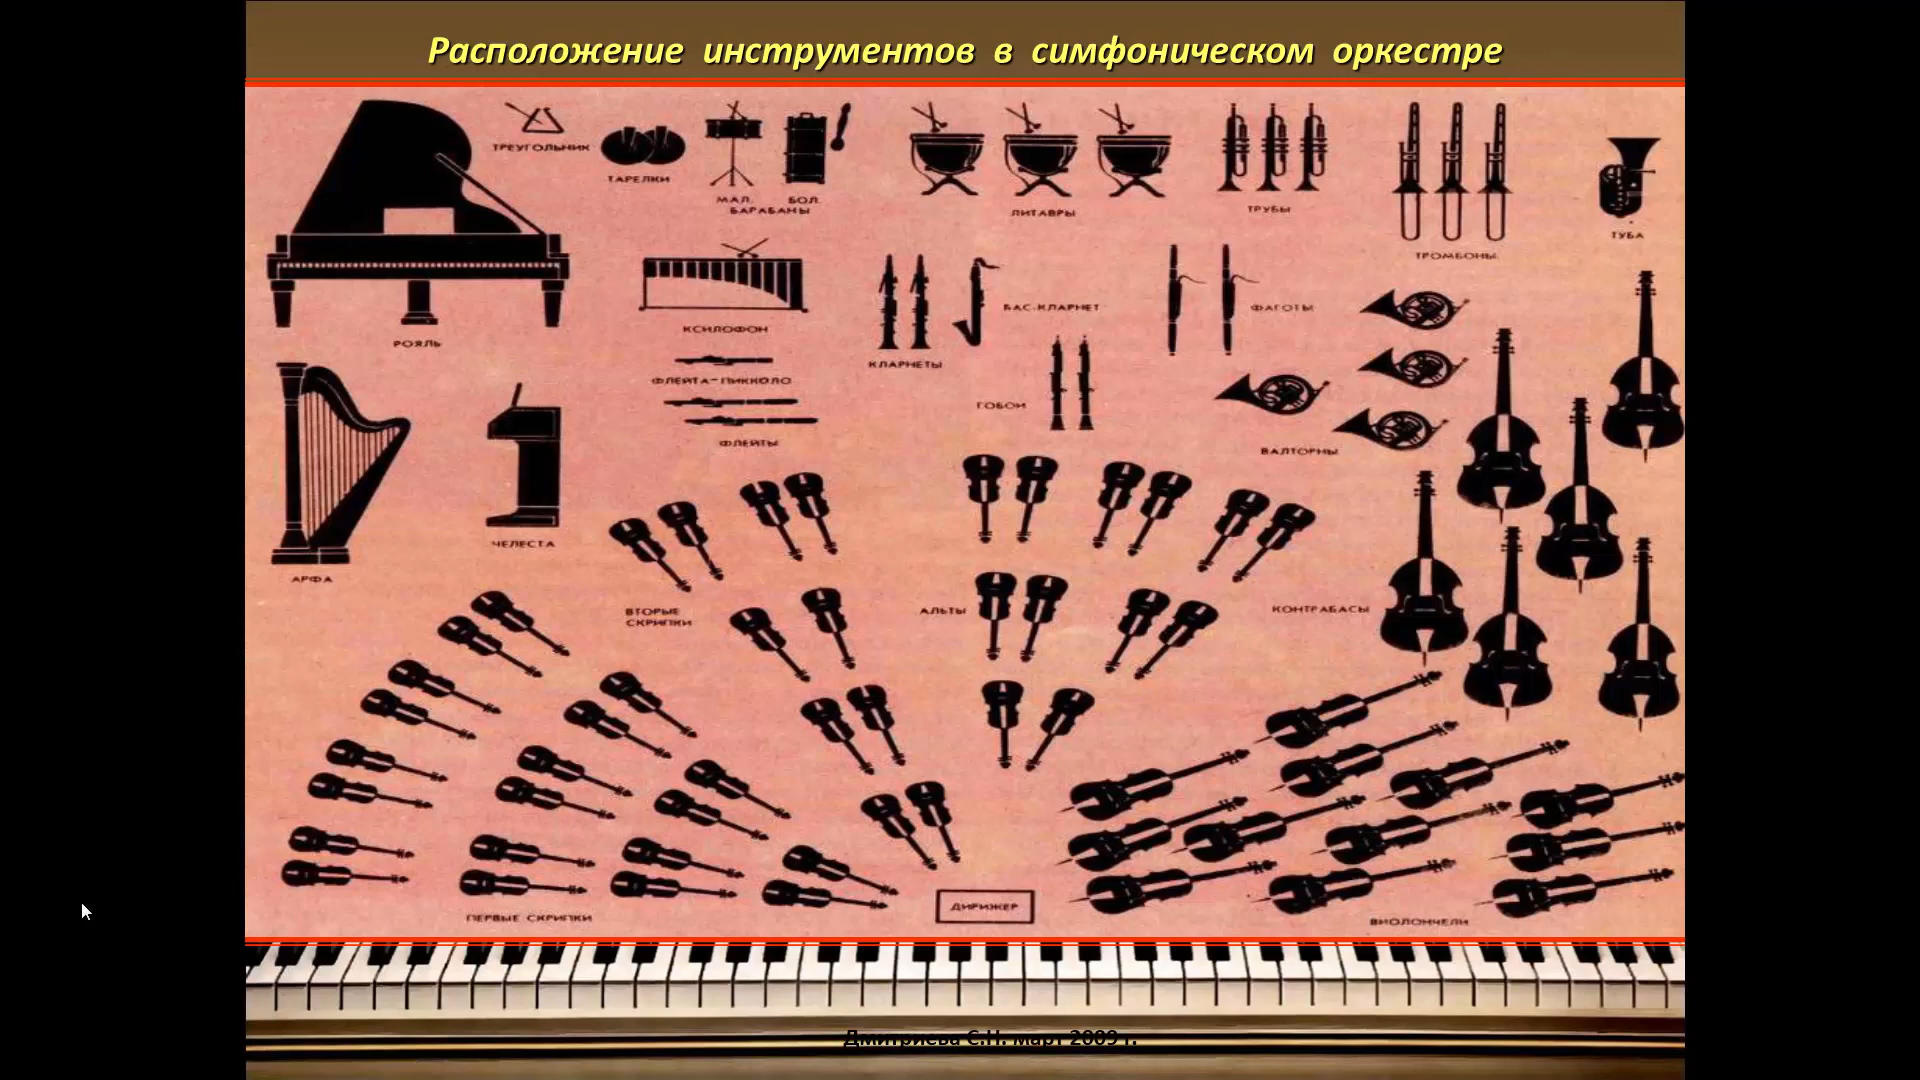 Расположение инструментов в симфоническом оркестре
ТРЕУГОЛЬНИК
ТАРЕЛКИ
МАЛ. БОЛ.
БАРАБАНЫ
ЛИТАВРЫ
ТРУБЫ
ТРОМБОНЫ
ТУБА
РОЯЛЬ
КСИЛОФОН
КЛАРНЕТЫ
БАС-КЛАРНЕТ
ФАГОТЫ
ФЛЕЙТА-ПИККОЛО
ФЛЕЙТЫ
ГОБОИ
ВАЛТОРНЫ
АРФА
ЧЕЛЕСТА
ВТОРЫЕ
СКРИПКИ
АЛЬТЫ
КОНТРАБАСЫ
ПЕРВЫЕ СКРИПКИ
ДИРИЖЕР
ВИОЛОНЧЕЛИ
Дмитриева С.Н. март 2009 г.